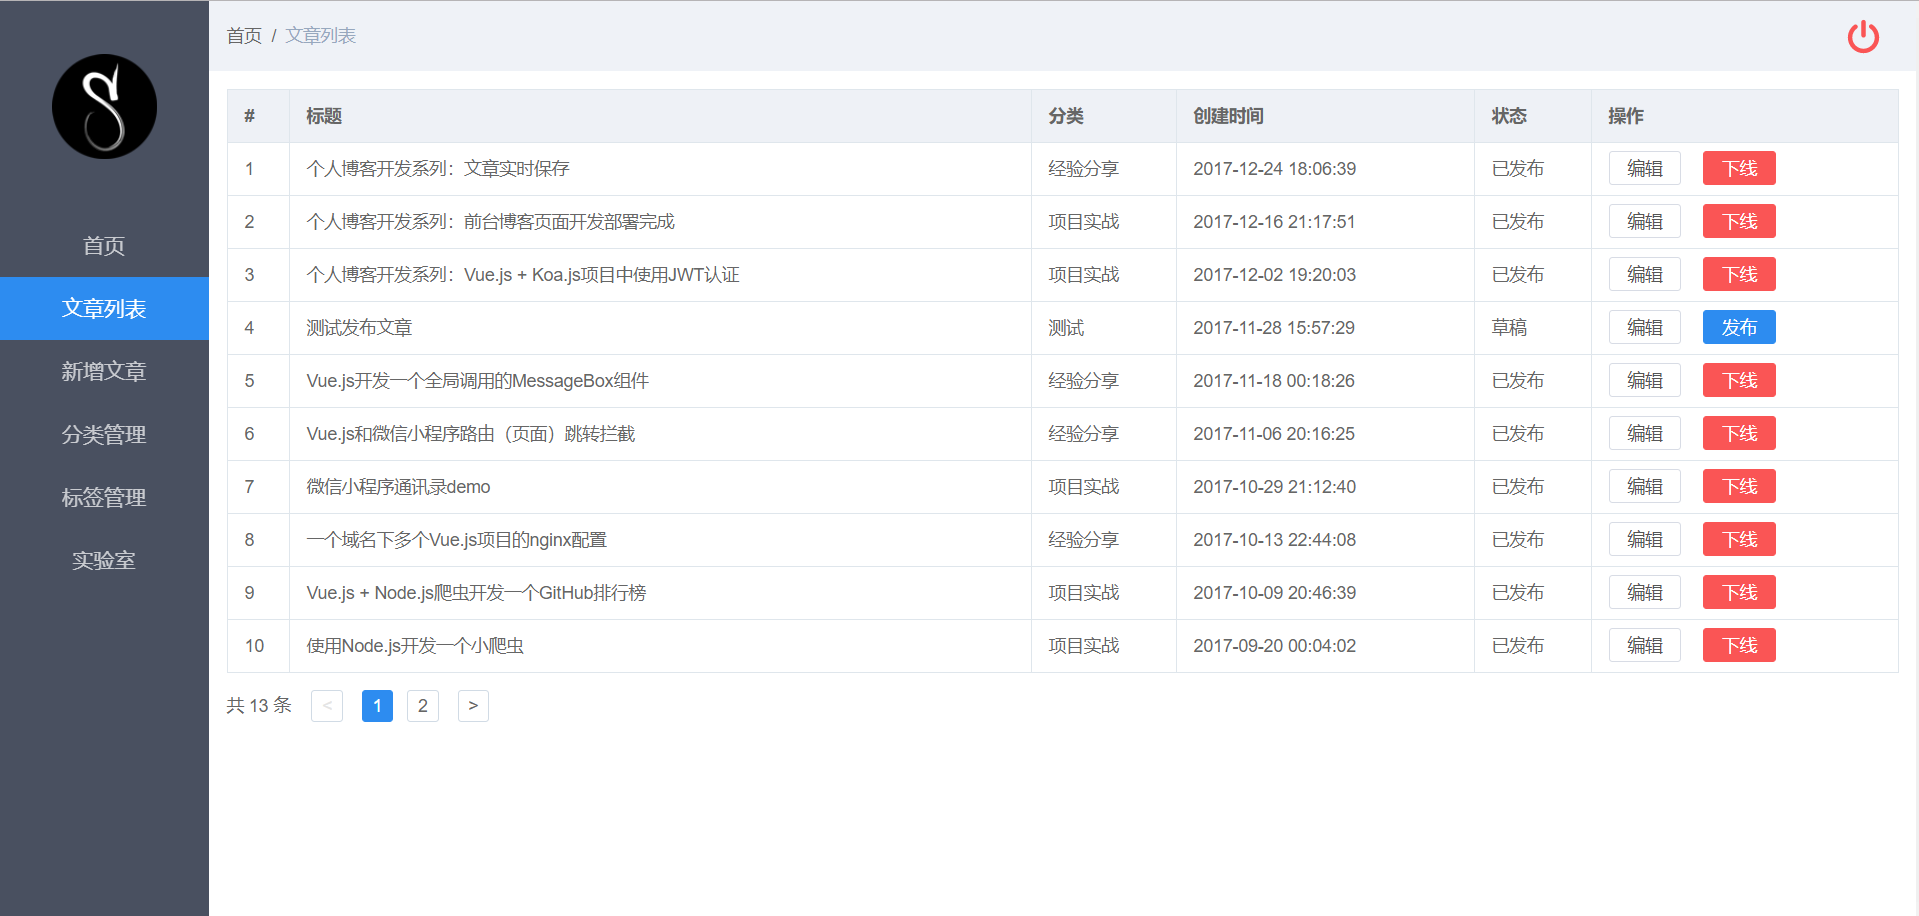 首页 / 文章列表
首页
文章列表
新增文章
分类管理
标签管理
实验室
# 标题 分类 创建时间 状态 操作
1 个人博客开发系列：文章实时保存 经验分享 2017-12-24 18:06:39 已发布 编辑 下线
2 个人博客开发系列：前台博客页面开发部署完成 项目实战 2017-12-16 21:17:51 已发布 编辑 下线
3 个人博客开发系列：Vue.js + Koa.js项目中使用JWT认证 项目实战 2017-12-02 19:20:03 已发布 编辑 下线
4 测试发布文章 测试 2017-11-28 15:57:29 草稿 编辑 发布
5 Vue.js开发一个全局调用的MessageBox组件 经验分享 2017-11-18 00:18:26 已发布 编辑 下线
6 Vue.js和微信小程序路由（页面）跳转拦截 经验分享 2017-11-06 20:16:25 已发布 编辑 下线
7 微信小程序通讯录demo 项目实战 2017-10-29 21:12:40 已发布 编辑 下线
8 一个域名下多个Vue.js项目的nginx配置 经验分享 2017-10-13 22:44:08 已发布 编辑 下线
9 Vue.js + Node.js爬虫开发一个GitHub排行榜 项目实战 2017-10-09 20:46:39 已发布 编辑 下线
10 使用Node.js开发一个小爬虫 项目实战 2017-09-20 00:04:02 已发布 编辑 下线
共 13 条 < 1 2 >